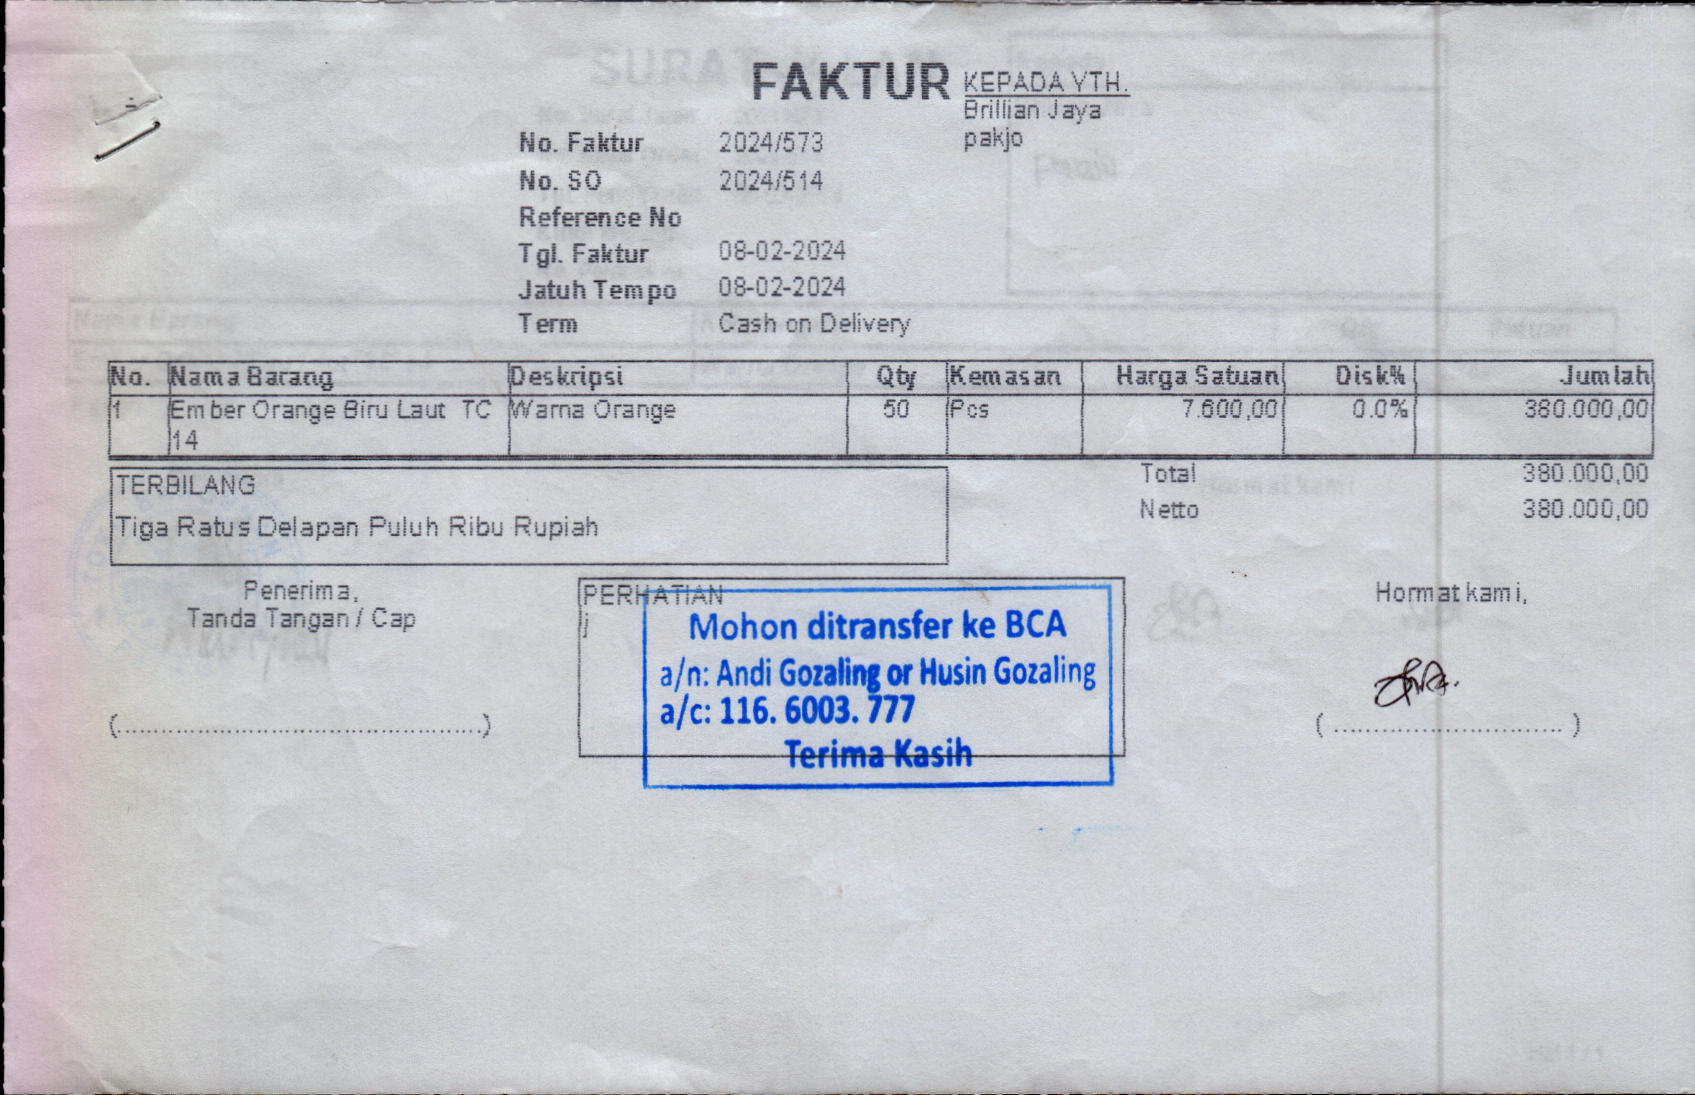 FAKTUR
KEPADA YTH.
Brillian Jaya
pakjo
No. Faktur 2024/573
No. SO 2024/514
Reference No
Tgl. Faktur 08-02-2024
Jatuh Tempo 08-02-2024
Term Cash on Delivery
No. Nama Barang Deskripsi Qty Kemasan Harga Satuan Disk% Jumlah
1 Ember Orange Biru Laut TC Warna Orange 50 Pcs 7.600,00 0.0% 380.000,00
14
TERBILANG
Tiga Ratus Delapan Puluh Ribu Rupiah
Total 380.000,00
Netto 380.000,00
Penerima,
Tanda Tangan / Cap
(................................................)
PERHATIAN
j
Mohon ditransfer ke BCA
a/n: Andi Gozaling or Husin Gozaling
a/c: 116. 6003. 777
Terima Kasih
Hormat kami,
(..............................)